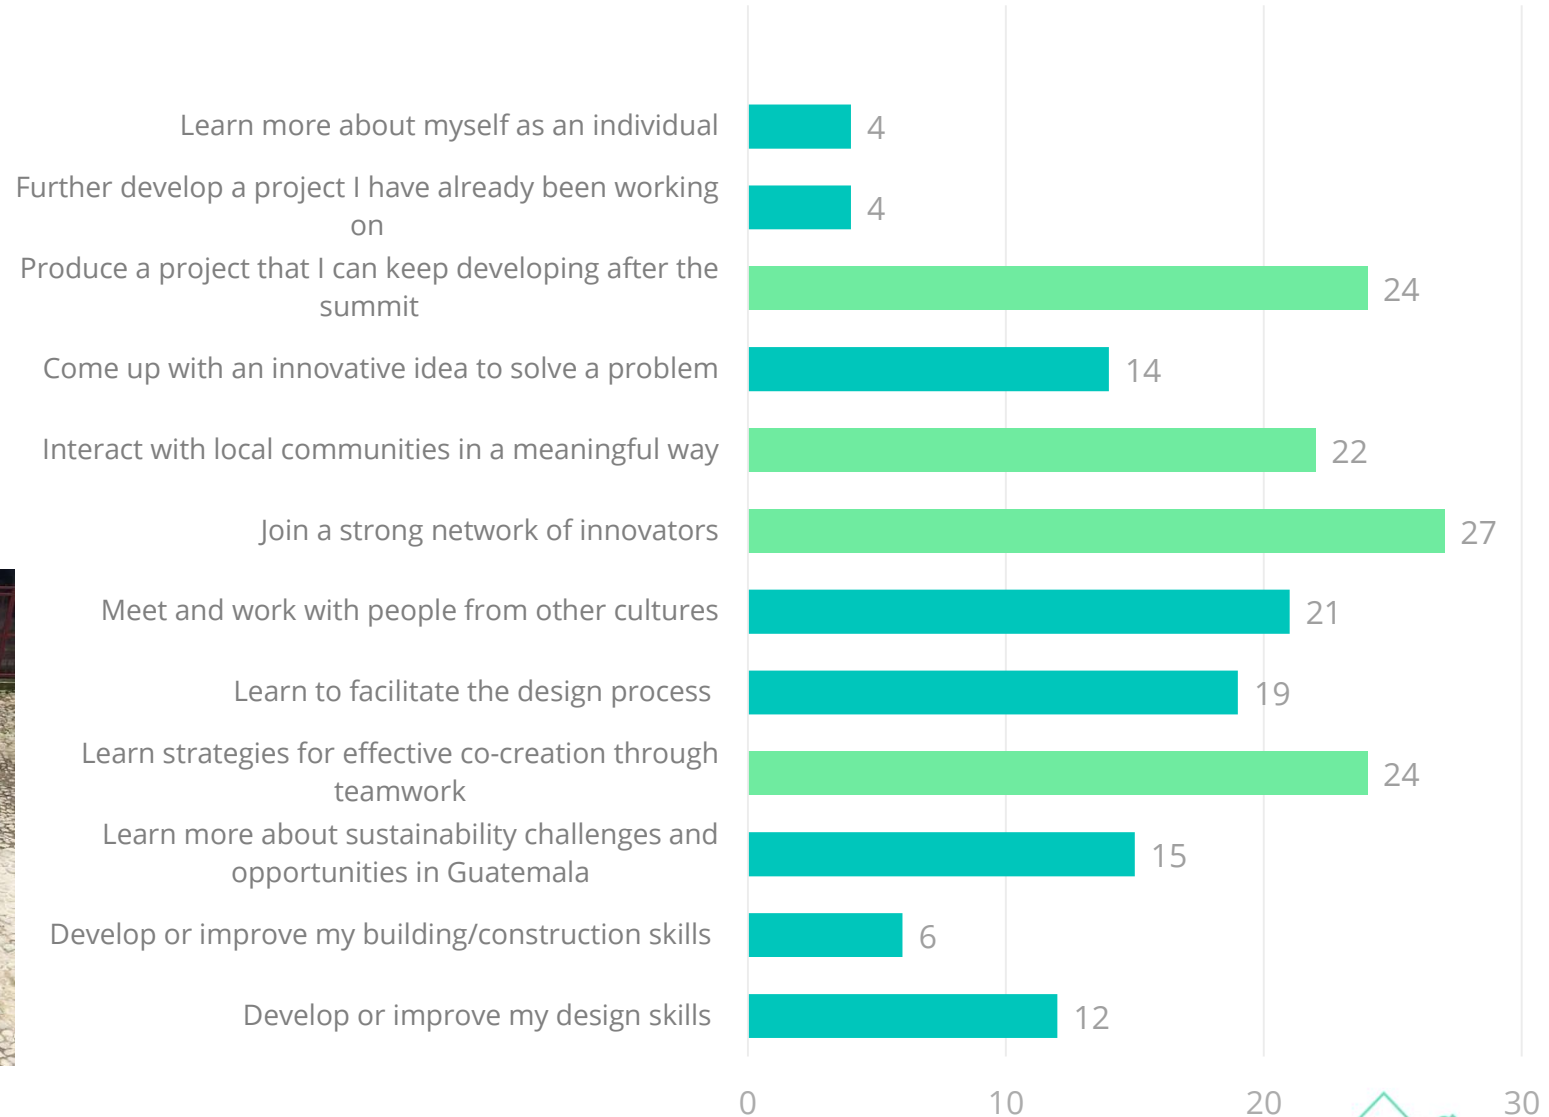 Learn more about myself as an individual
4
Further develop a project I have already been working
on
4
Produce a project that I can keep developing after the
summit
24
Come up with an innovative idea to solve a problem
14
Interact with local communities in a meaningful way
22
Join a strong network of innovators
27
Meet and work with people from other cultures
21
Learn to facilitate the design process
19
Learn strategies for effective co-creation through
teamwork
24
Learn more about sustainability challenges and
opportunities in Guatemala
15
Develop or improve my building/construction skills
6
Develop or improve my design skills
12
0 10 20 30